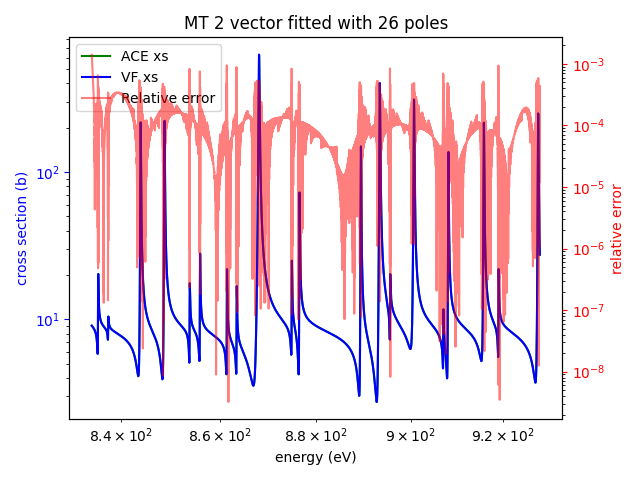 MT 2 vector fitted with 26 poles
ACE xs
VF xs
Relative error
cross section (b)
10²
10¹
relative error
10⁻³
10⁻⁴
10⁻⁵
10⁻⁶
10⁻⁷
10⁻⁸
8.4 × 10²
8.6 × 10²
8.8 × 10²
9 × 10²
9.2 × 10²
energy (eV)